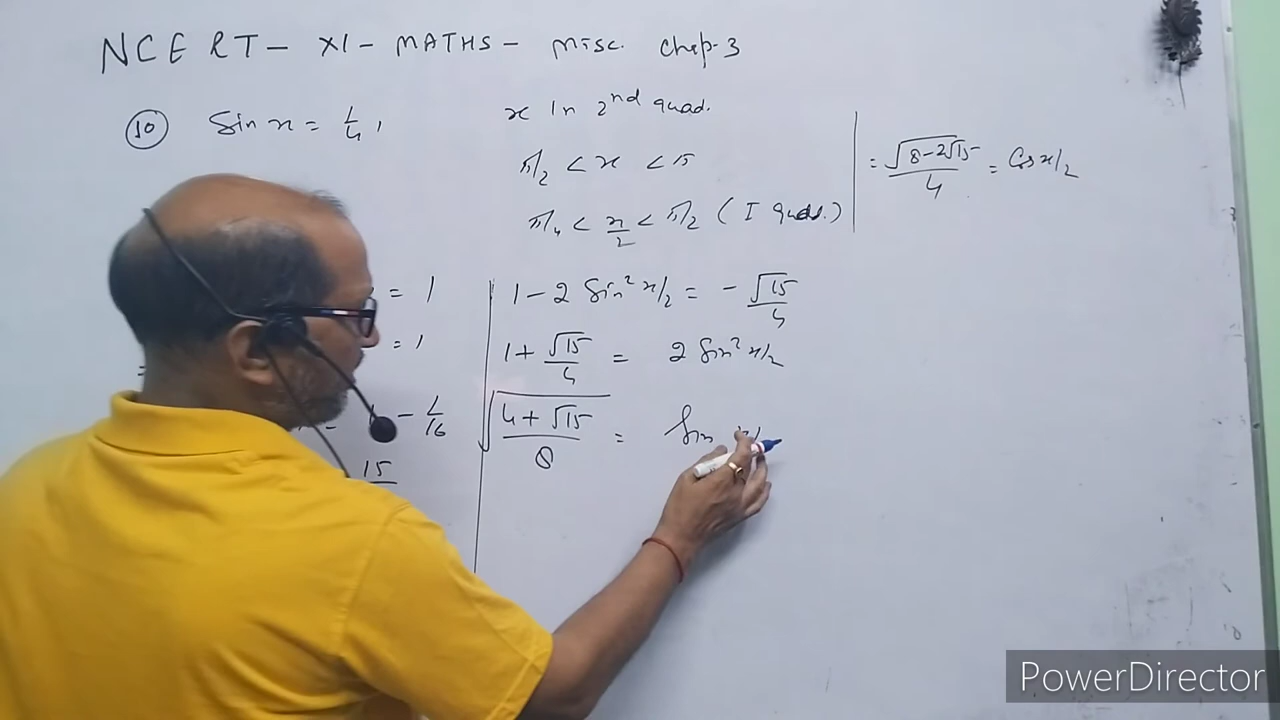 NCERT - XI - MATHS - Misc. Chap-3
(10) Sin x = 1/4,
x in 2nd quad.
π/2 < x < π
π/4 < x/2 < π/2 (I quad.)
= 1
= 1
- 1/16
15
1 - 2 Sin² x/2 = - √15/4
1 + √15/4 = 2 Sin² x/2
√(4 + √15)/8 = Sin
= √(8-2√15)/4 = Cos x/2
PowerDirector